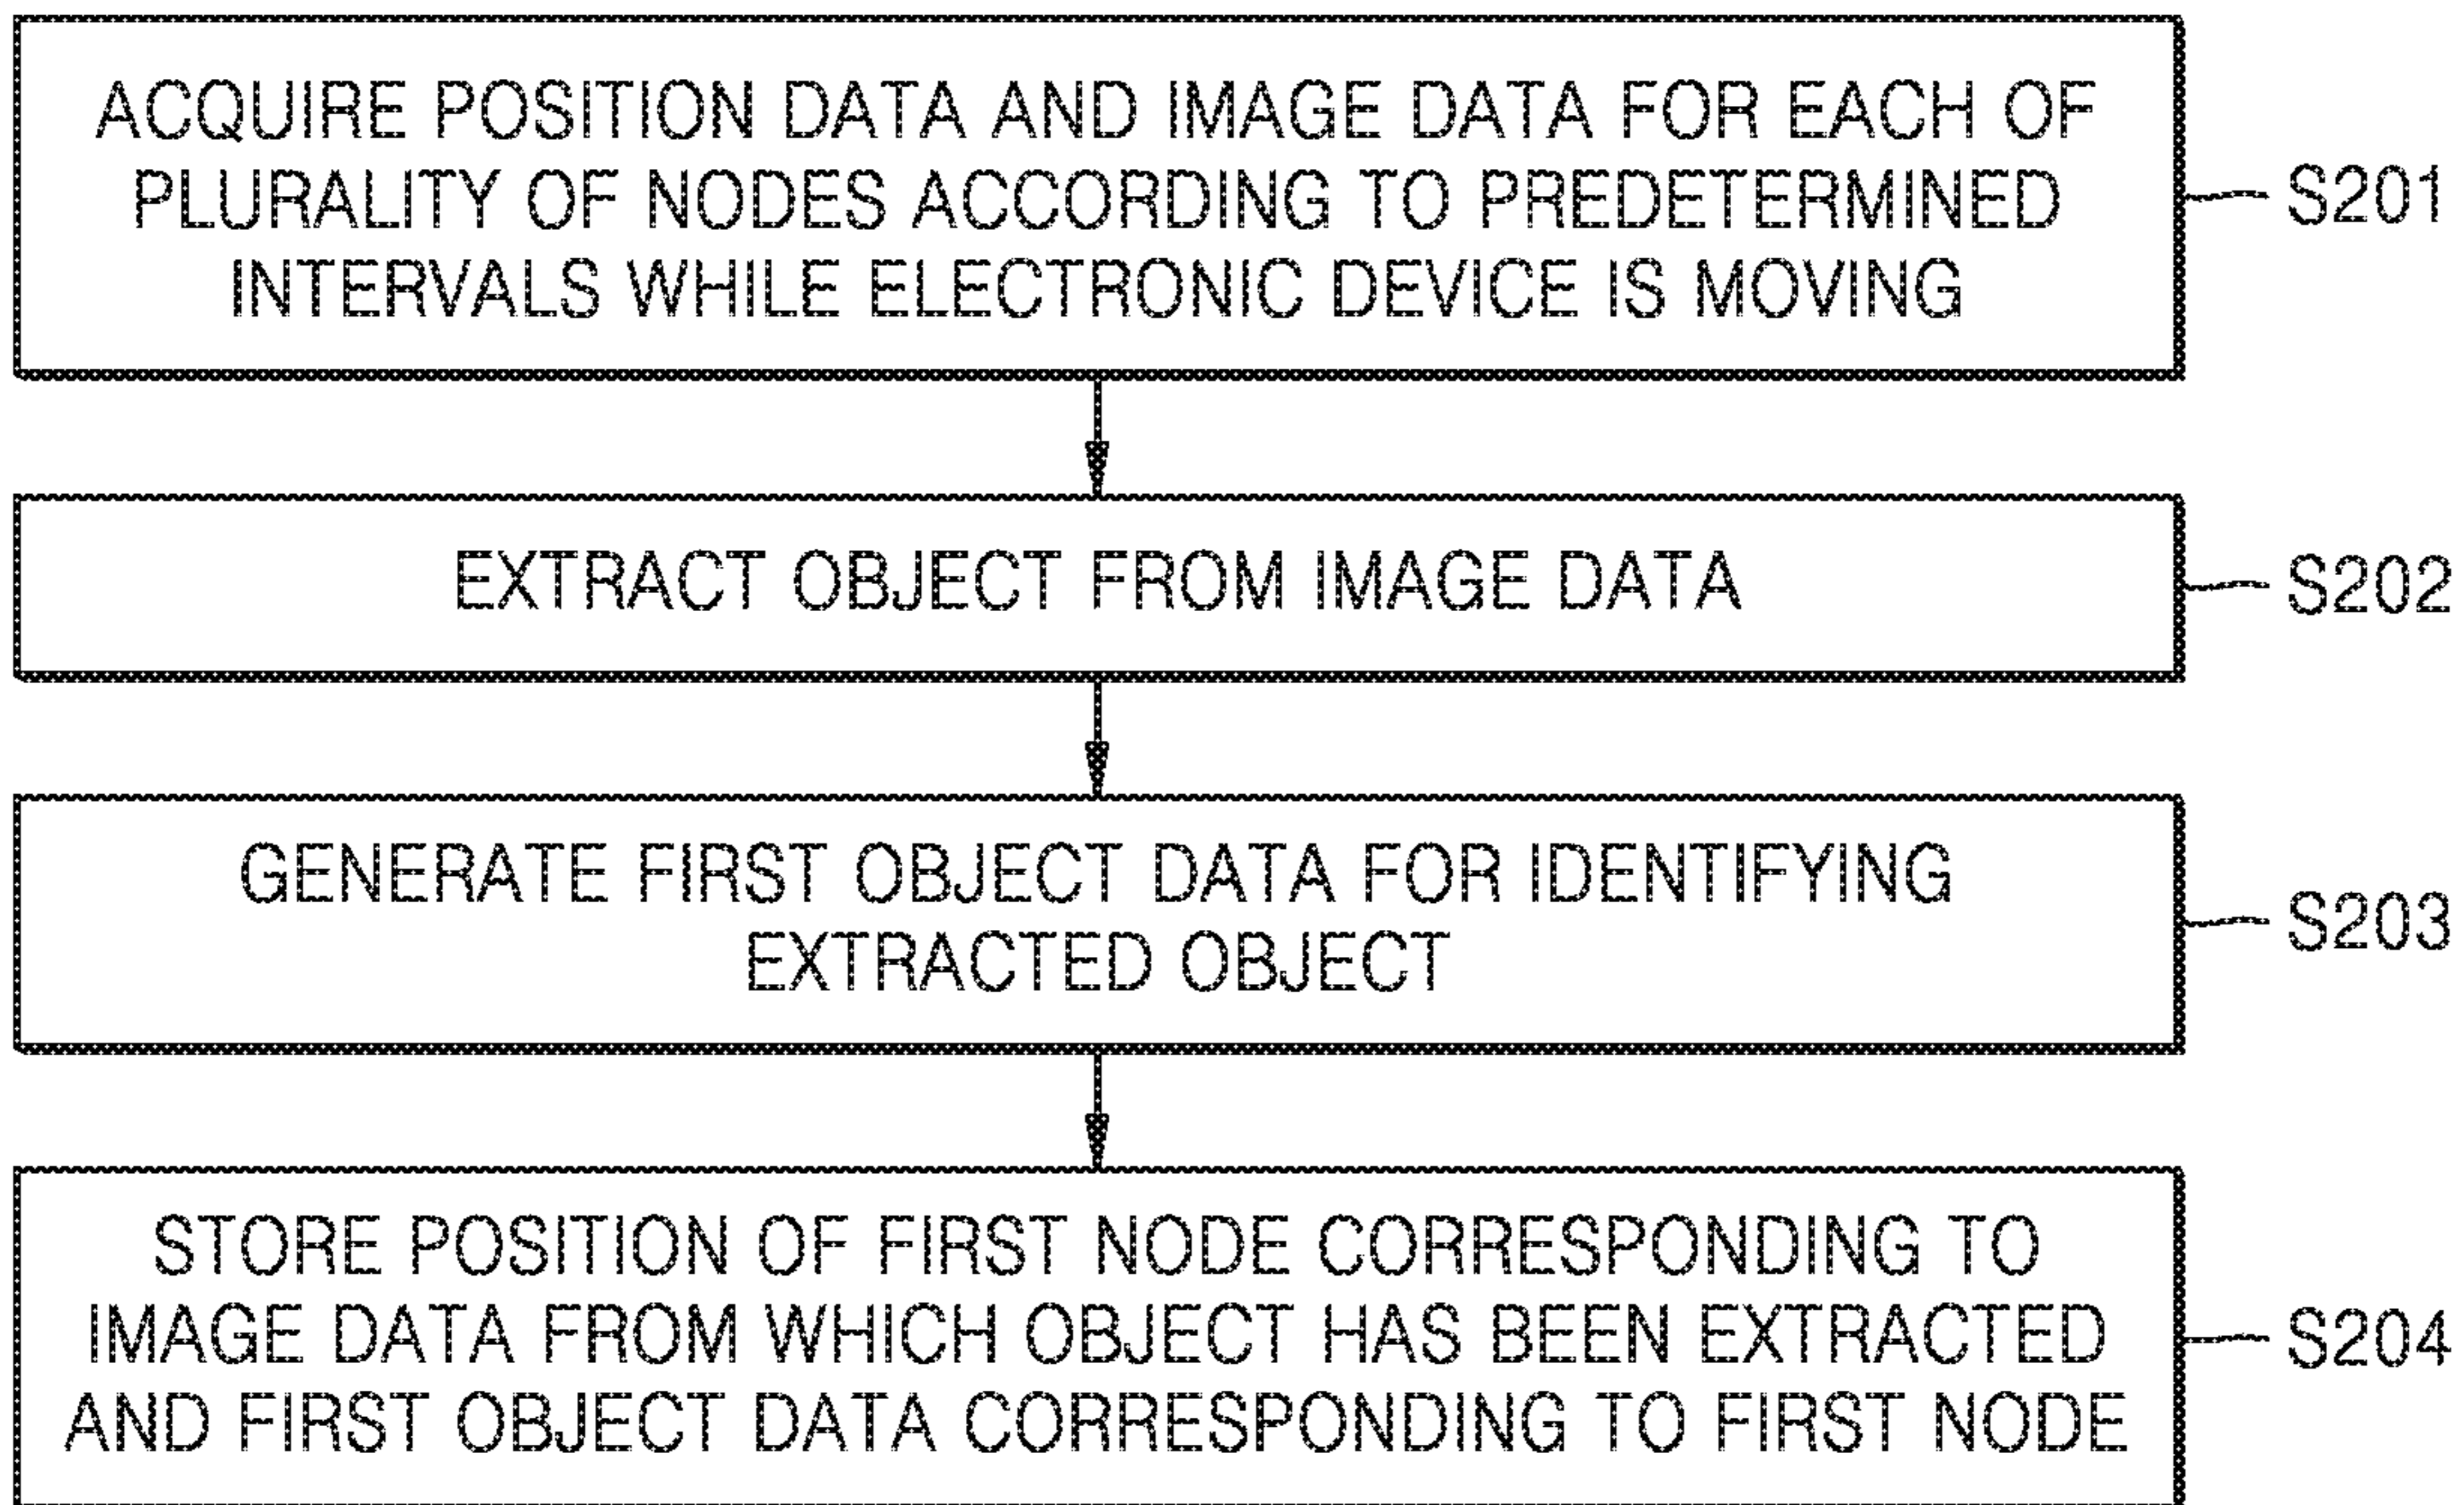 ACQUIRE POSITION DATA AND IMAGE DATA FOR EACH OF
PLURALITY OF NODES ACCORDING TO PREDETERMINED
INTERVALS WHILE ELECTRONIC DEVICE IS MOVING
S201
EXTRACT OBJECT FROM IMAGE DATA
S202
GENERATE FIRST OBJECT DATA FOR IDENTIFYING
EXTRACTED OBJECT
S203
STORE POSITION OF FIRST NODE CORRESPONDING TO
IMAGE DATA FROM WHICH OBJECT HAS BEEN EXTRACTED
AND FIRST OBJECT DATA CORRESPONDING TO FIRST NODE
S204